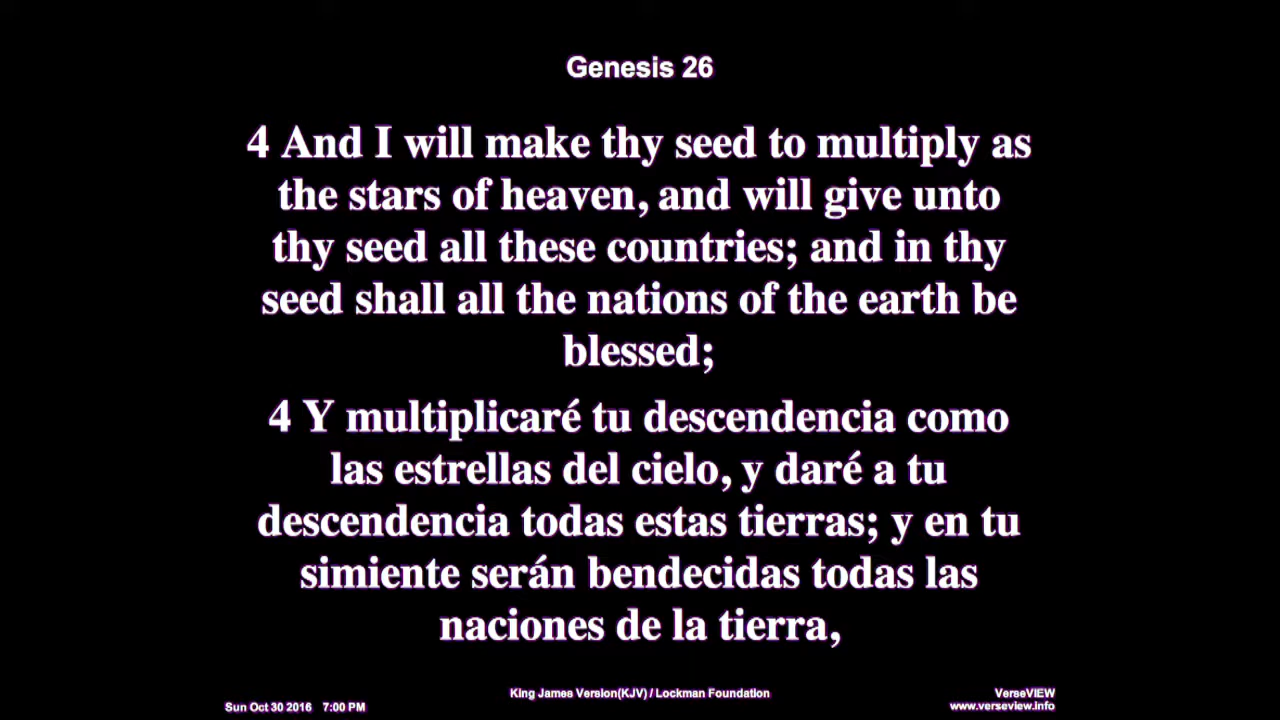 Genesis 26
4 And I will make thy seed to multiply as
the stars of heaven, and will give unto
thy seed all these countries; and in thy
seed shall all the nations of the earth be
blessed;
4 Y multiplicaré tu descendencia como
las estrellas del cielo, y daré a tu
descendencia todas estas tierras; y en tu
simiente serán bendecidas todas las
naciones de la tierra,
King James Version(KJV) / Lockman Foundation
VerseVIEW
Sun Oct 30 2016 7:00 PM
www.verseview.info